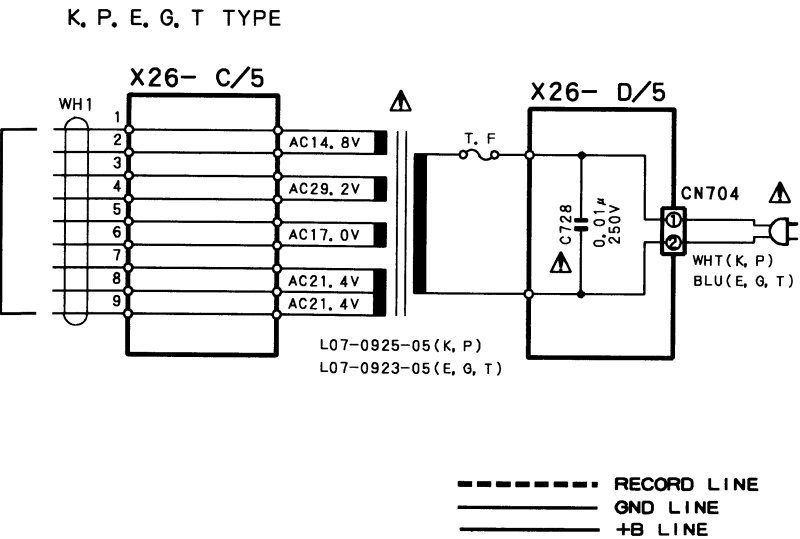 K. P. E. G. T TYPE
X26- C/5
X26- D/5
WH1
1
2
3
4
5
6
7
8
9
AC14.8V
AC29.2V
AC17.0V
AC21.4V
AC21.4V
T. F
C728
0.01µ
250V
CN704
1
2
WHT(K, P)
BLU(E, G, T)
L07-0925-05(K, P)
L07-0923-05(E, G, T)
RECORD LINE
GND LINE
+B LINE